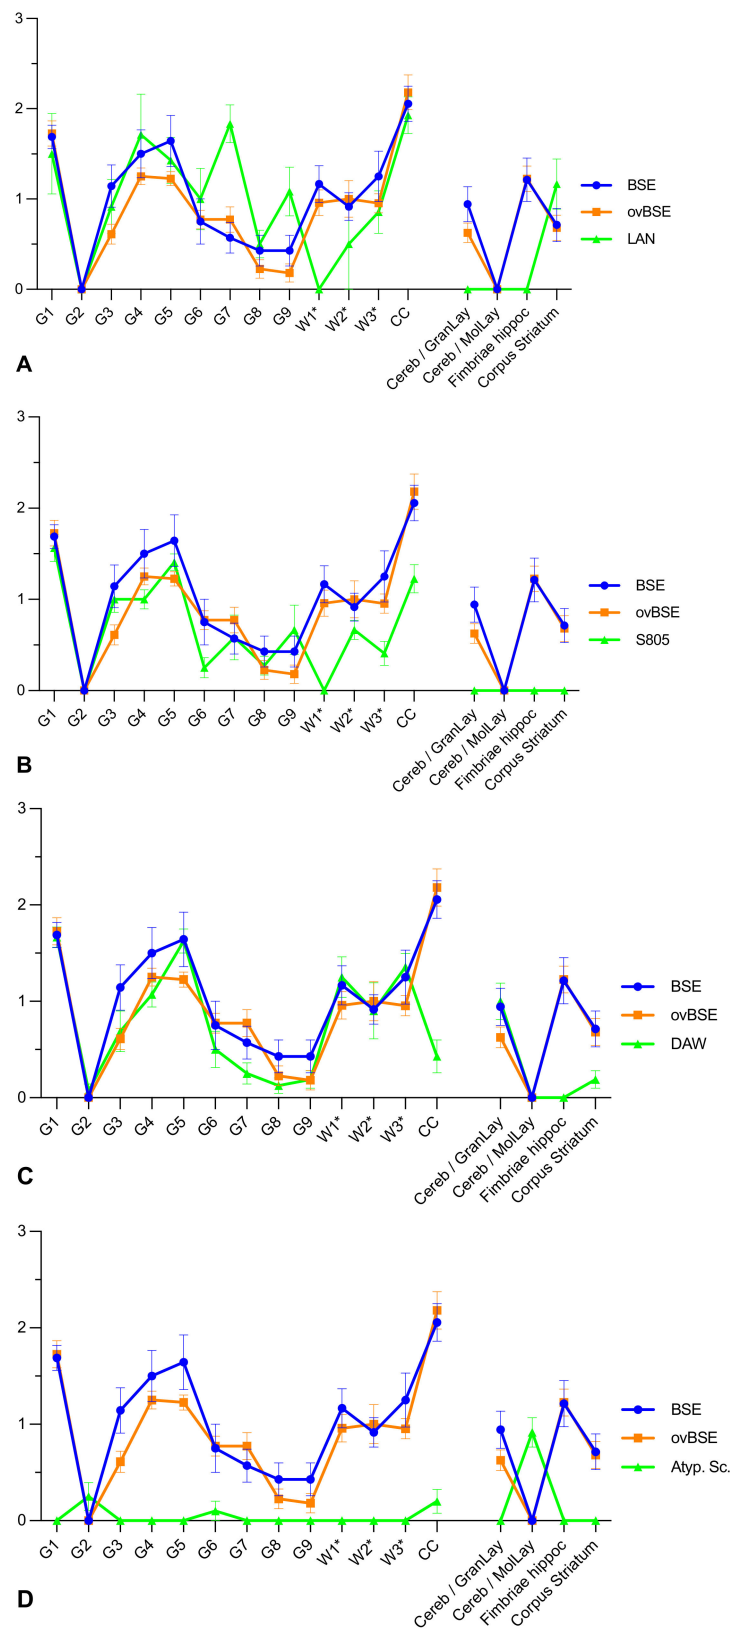 3
2
1
0
G1 G2 G3 G4 G5 G6 G7 G8 G9 W1* W2* W3* CC Cereb / GranLay Cereb / MolLay Fimbriae hippoc Corpus Striatum
BSE
ovBSE
LAN
A
3
2
1
0
G1 G2 G3 G4 G5 G6 G7 G8 G9 W1* W2* W3* CC Cereb / GranLay Cereb / MolLay Fimbriae hippoc Corpus Striatum
BSE
ovBSE
S805
B
3
2
1
0
G1 G2 G3 G4 G5 G6 G7 G8 G9 W1* W2* W3* CC Cereb / GranLay Cereb / MolLay Fimbriae hippoc Corpus Striatum
BSE
ovBSE
DAW
C
3
2
1
0
G1 G2 G3 G4 G5 G6 G7 G8 G9 W1* W2* W3* CC Cereb / GranLay Cereb / MolLay Fimbriae hippoc Corpus Striatum
BSE
ovBSE
Atyp. Sc.
D